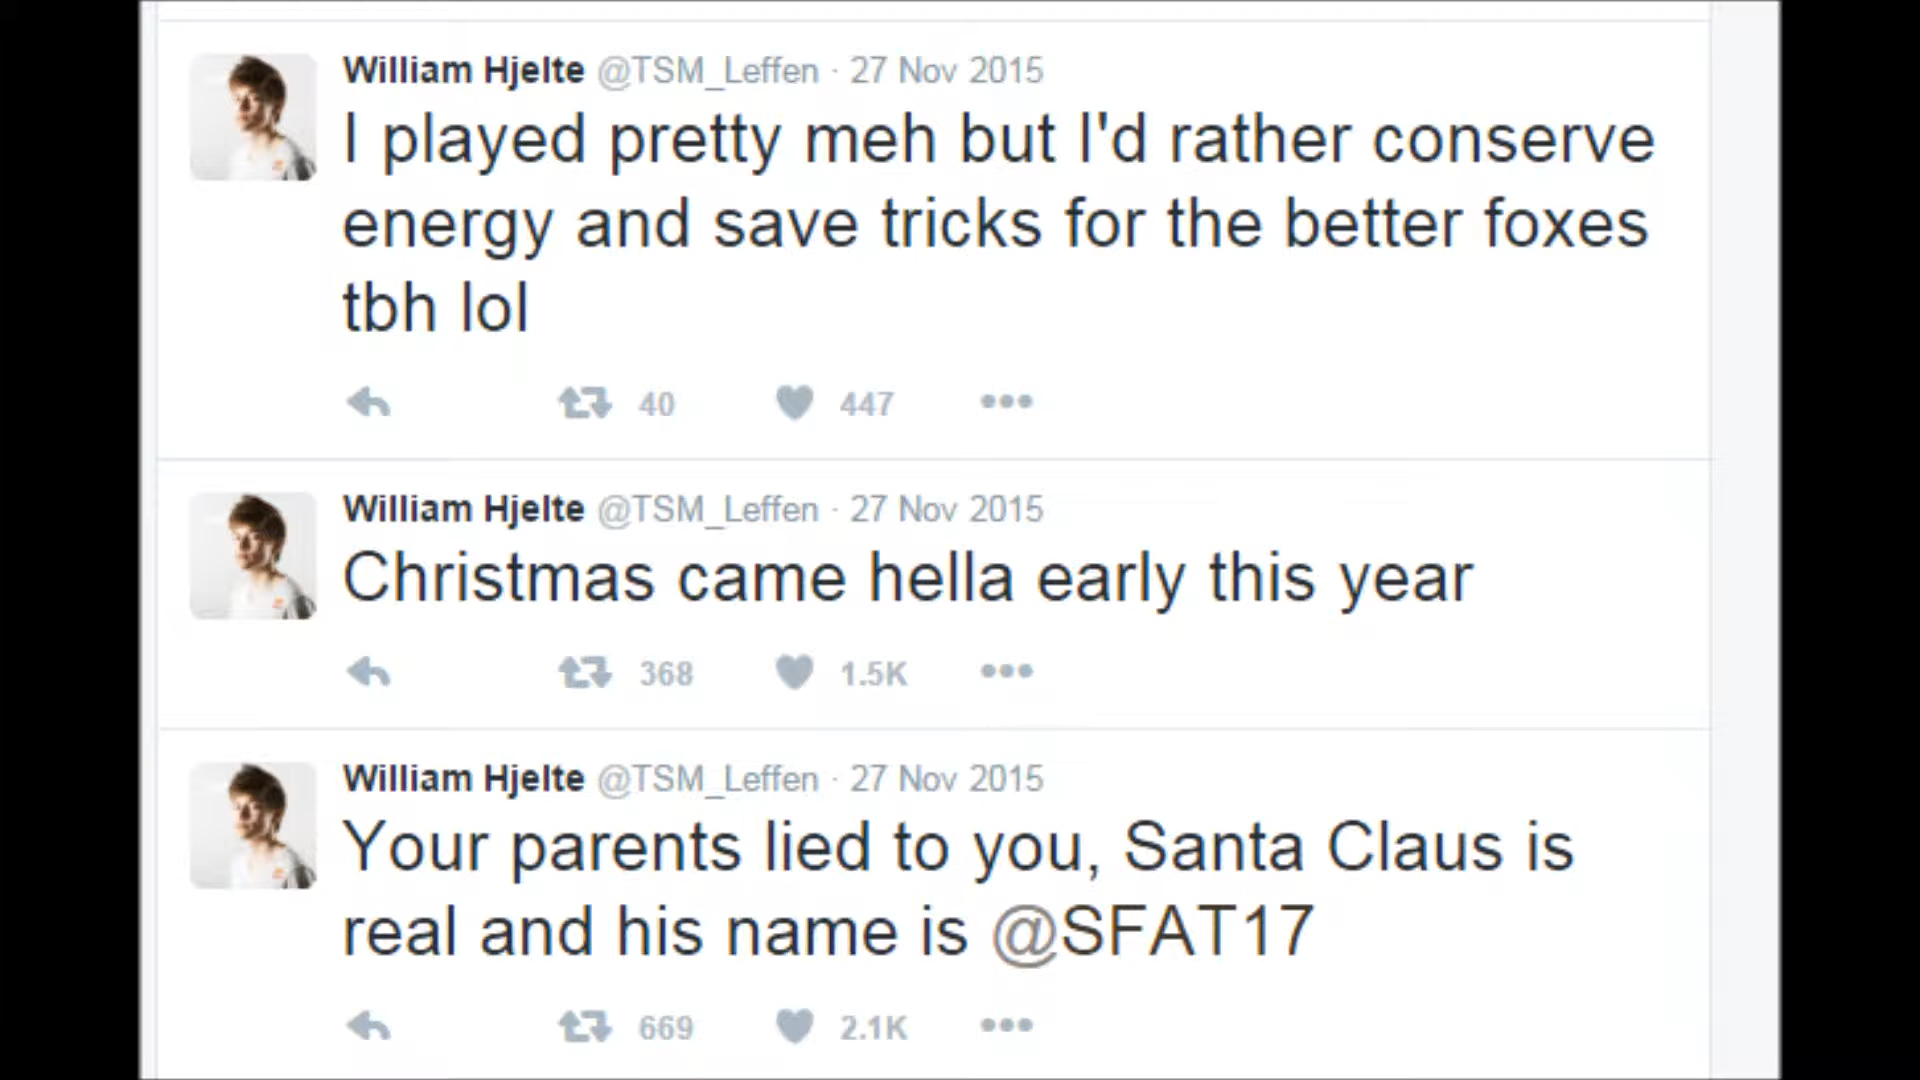 William Hjelte @TSM_Leffen · 27 Nov 2015
I played pretty meh but I'd rather conserve
energy and save tricks for the better foxes
tbh lol
40 447
William Hjelte @TSM_Leffen · 27 Nov 2015
Christmas came hella early this year
368 1.5K
William Hjelte @TSM_Leffen · 27 Nov 2015
Your parents lied to you, Santa Claus is
real and his name is @SFAT17
669 2.1K